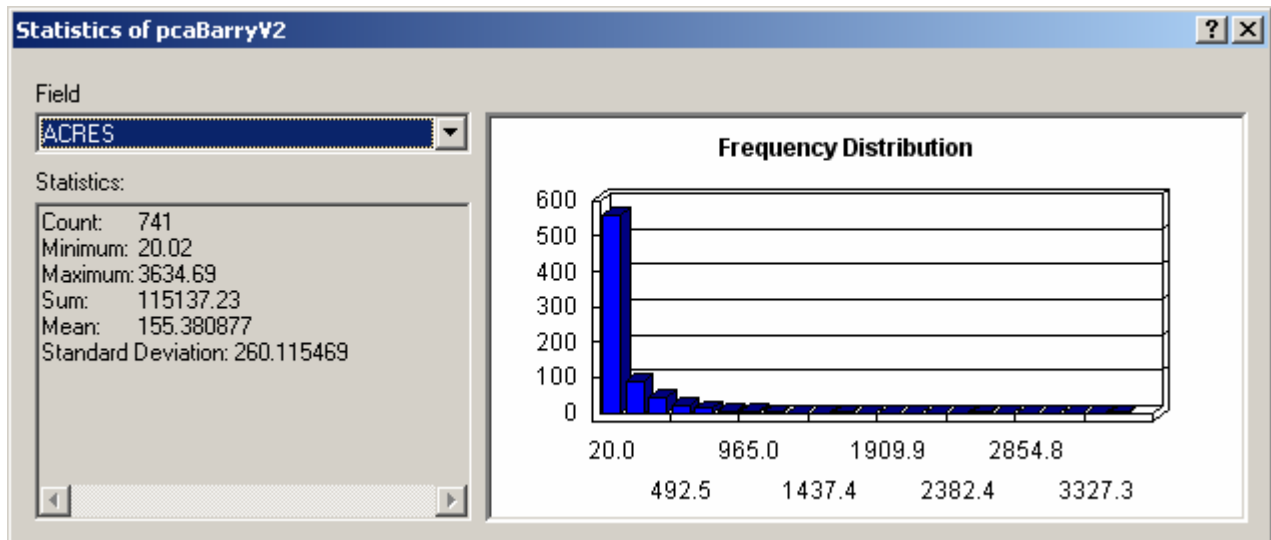 Statistics of pcaBarryV2
Field
ACRES
Statistics:
Count: 741
Minimum: 20.02
Maximum: 3634.69
Sum: 115137.23
Mean: 155.380877
Standard Deviation: 260.115469
Frequency Distribution
600
500
400
300
200
100
0
20.0 965.0 1909.9 2854.8
492.5 1437.4 2382.4 3327.3